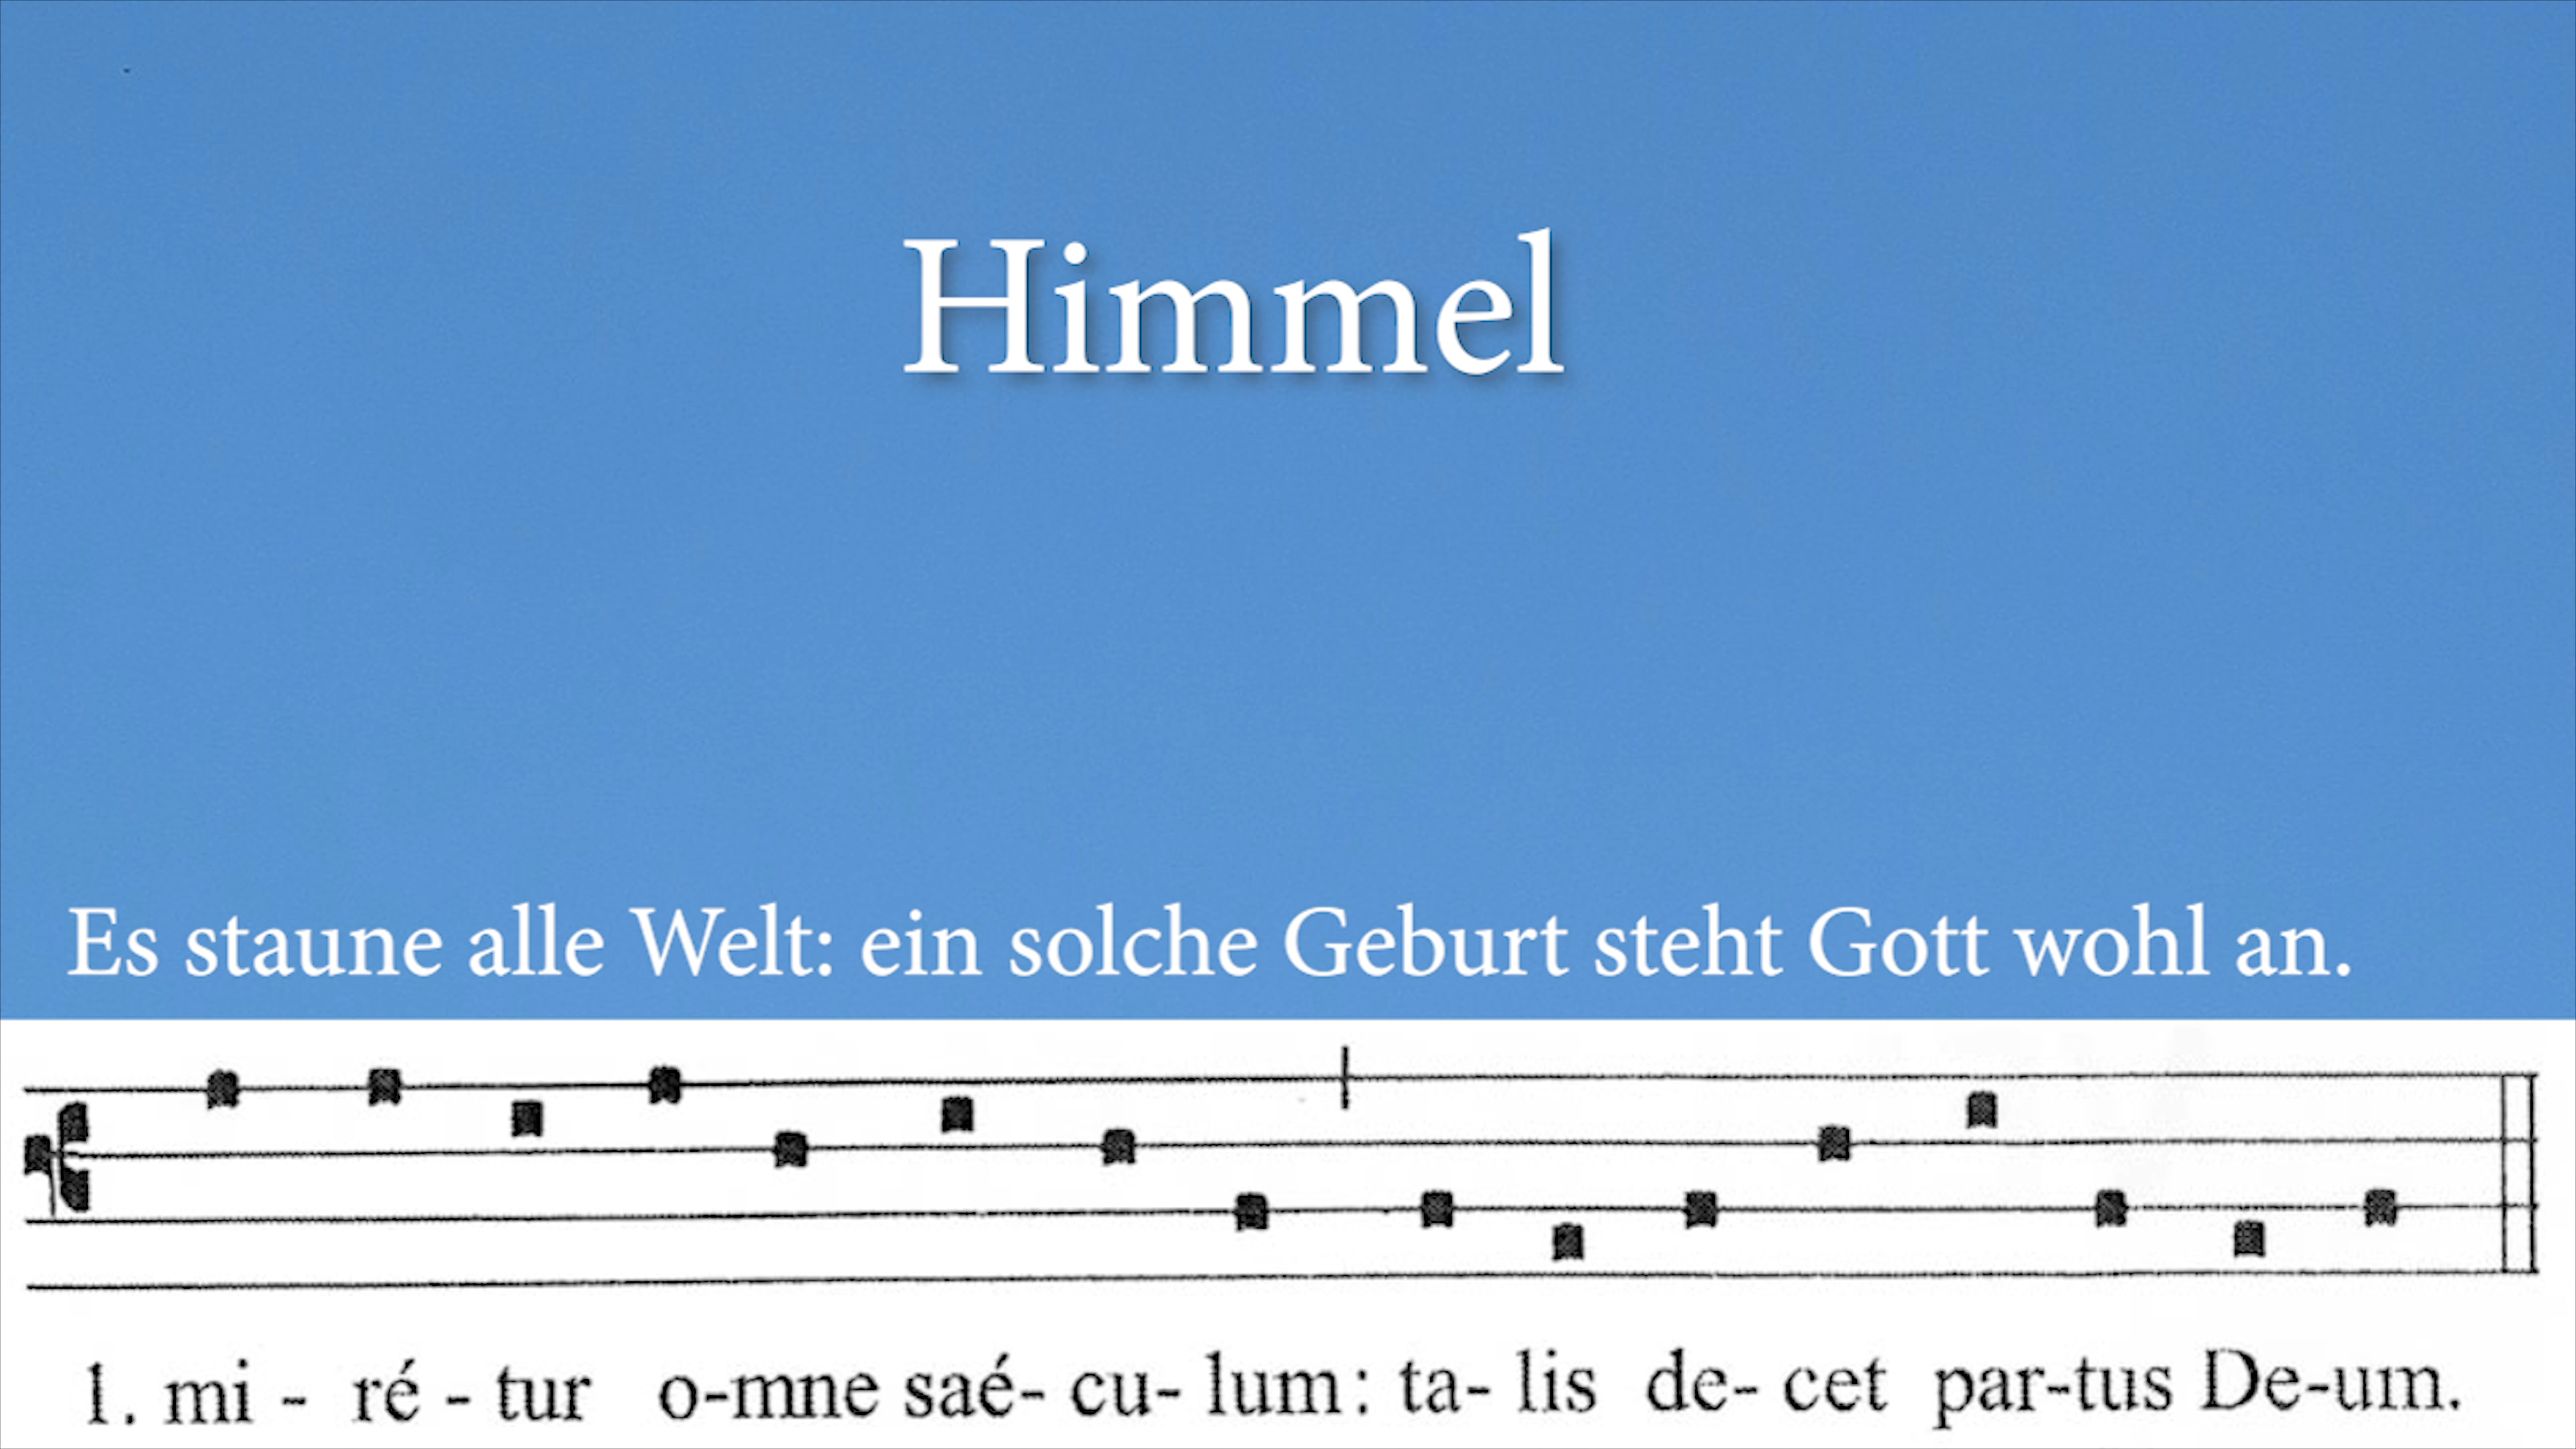 Himmel
Es staune alle Welt: ein solche Geburt steht Gott wohl an.
1. mi - ré - tur o-mne saé- cu- lum: ta- lis de- cet par-tus De-um.